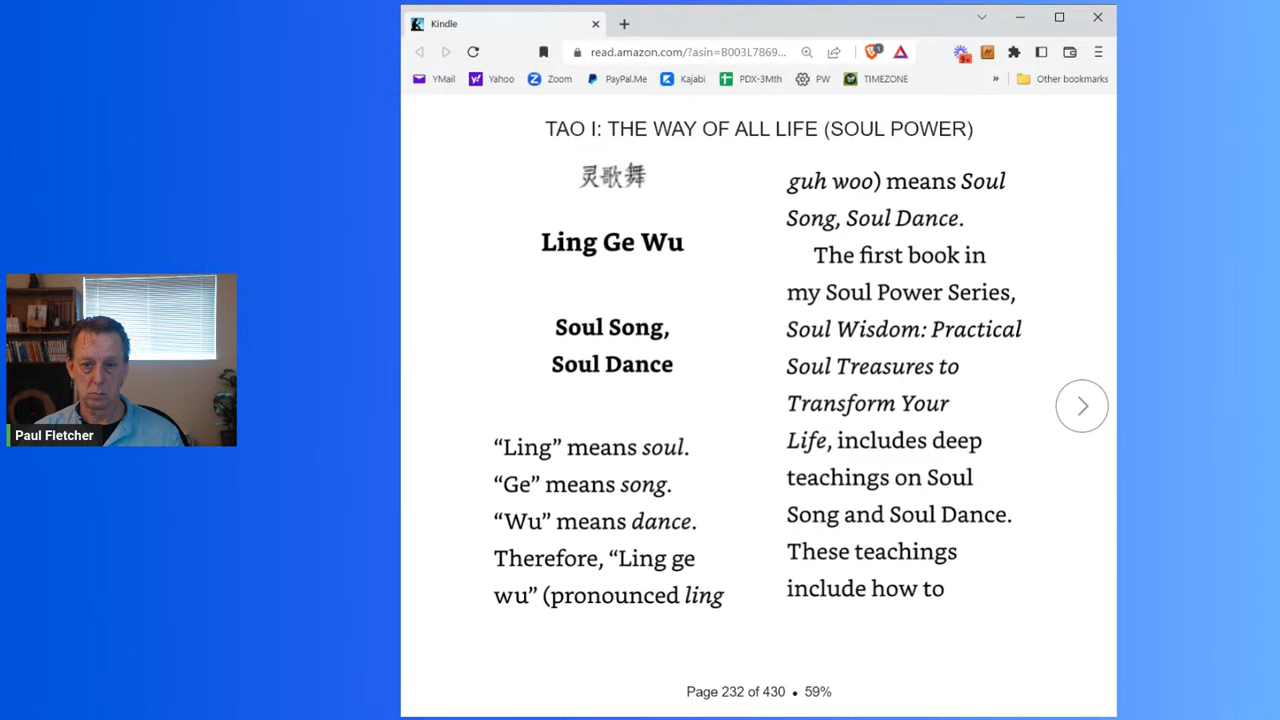 Kindle
read.amazon.com/?asin=B003L7869...
YMail
Yahoo
Zoom
PayPal.Me
Kajabi
PDX-3Mth
PW
TIMEZONE
»
Other bookmarks
TAO I: THE WAY OF ALL LIFE (SOUL POWER)
灵歌舞
Ling Ge Wu
Soul Song,
Soul Dance
“Ling” means soul.
“Ge” means song.
“Wu” means dance.
Therefore, “Ling ge
wu” (pronounced ling
guh woo) means Soul
Song, Soul Dance.
The first book in
my Soul Power Series,
Soul Wisdom: Practical
Soul Treasures to
Transform Your
Life, includes deep
teachings on Soul
Song and Soul Dance.
These teachings
include how to
Page 232 of 430 • 59%
Paul Fletcher